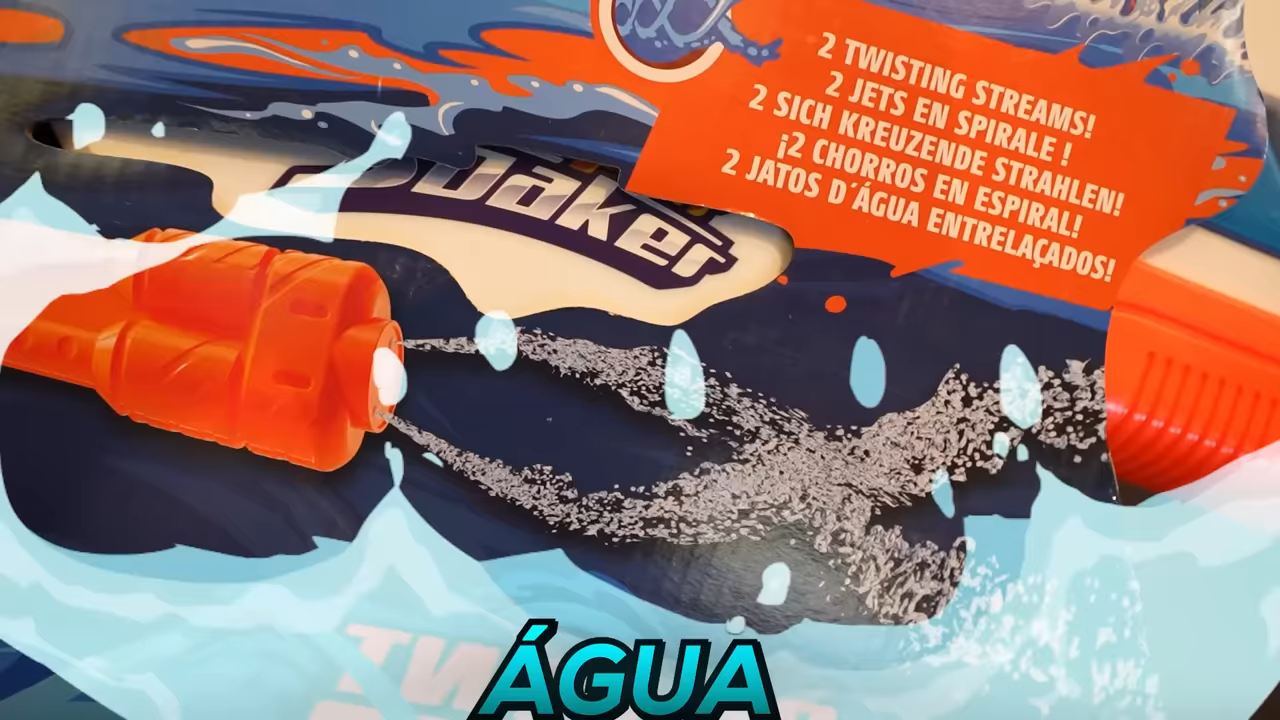 2 TWISTING STREAMS!
2 JETS EN SPIRALE !
2 SICH KREUZENDE STRAHLEN!
¡2 CHORROS EN ESPIRAL!
2 JATOS D´ÁGUA ENTRELAÇADOS!
ÁGUA